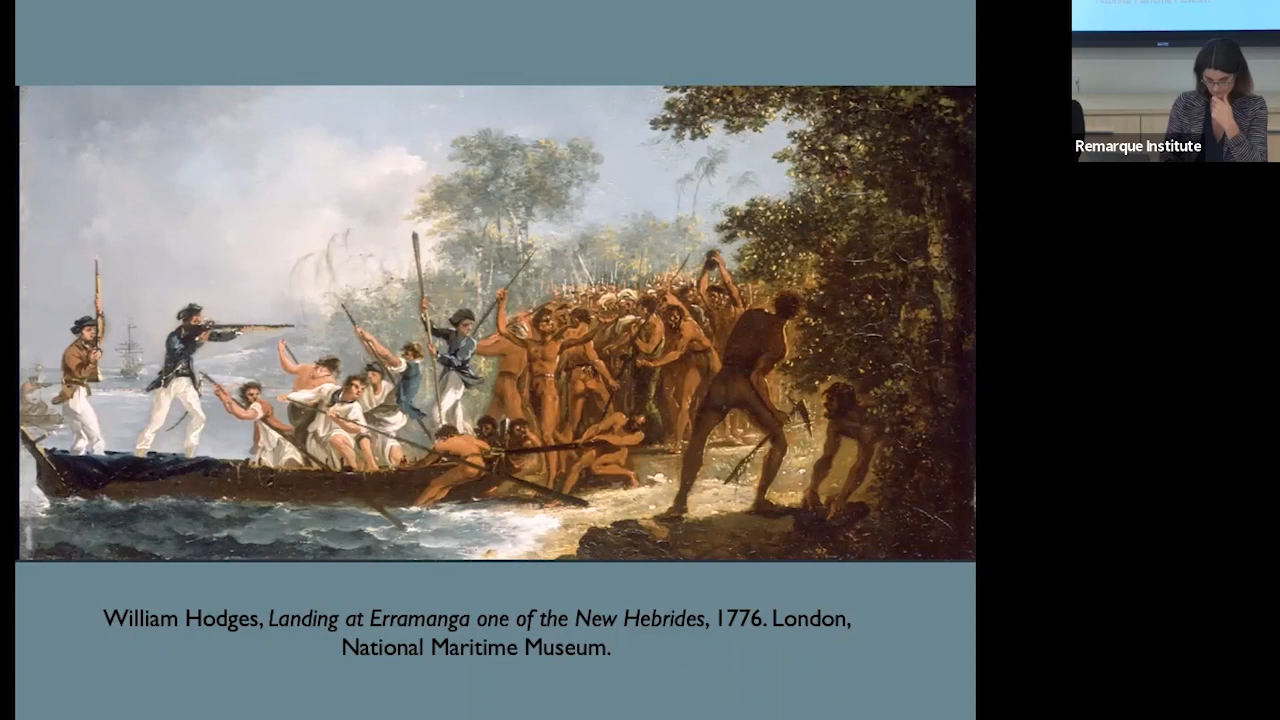 William Hodges, Landing at Erramanga one of the New Hebrides, 1776. London,
National Maritime Museum.
Remarque Institute